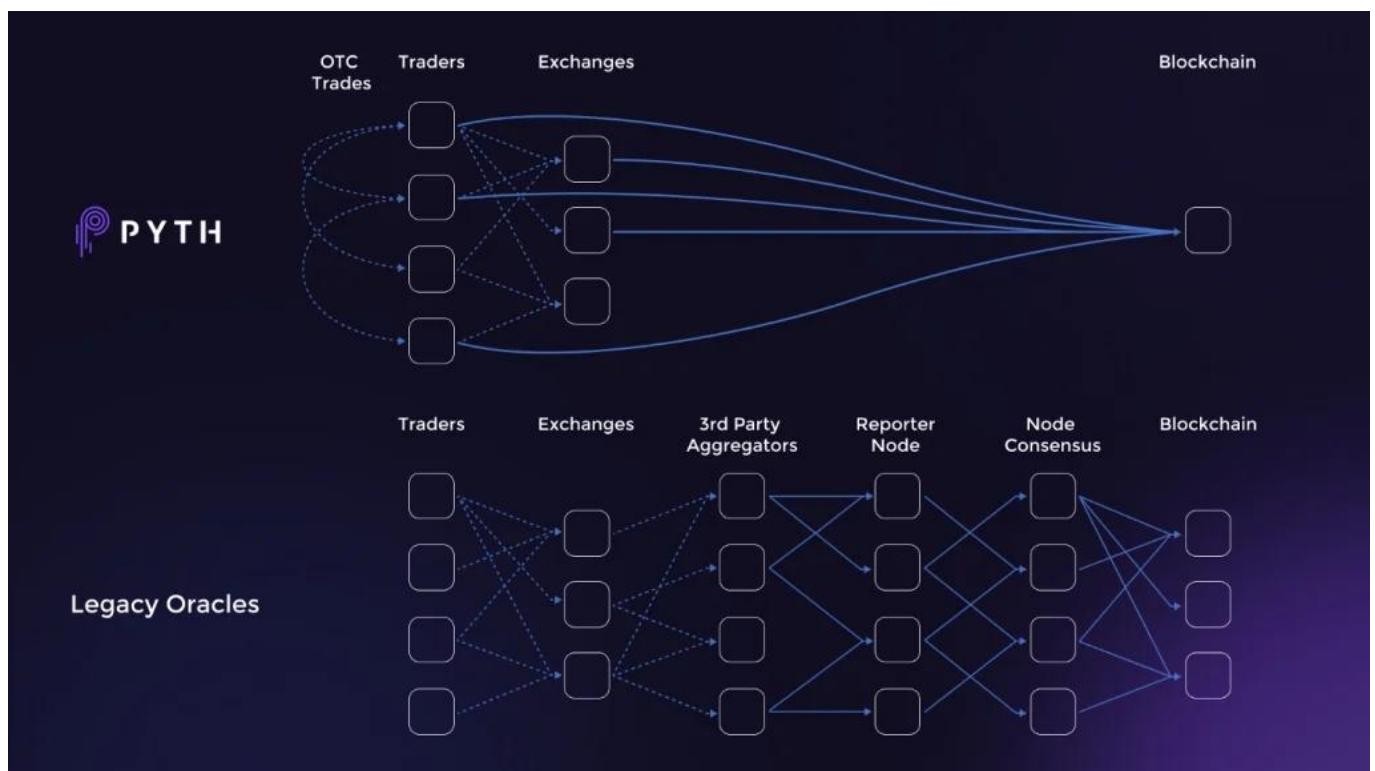 OTC
Trades
Traders
Exchanges
Blockchain
PYTH
Traders
Exchanges
3rd Party
Aggregators
Reporter
Node
Node
Consensus
Blockchain
Legacy Oracles